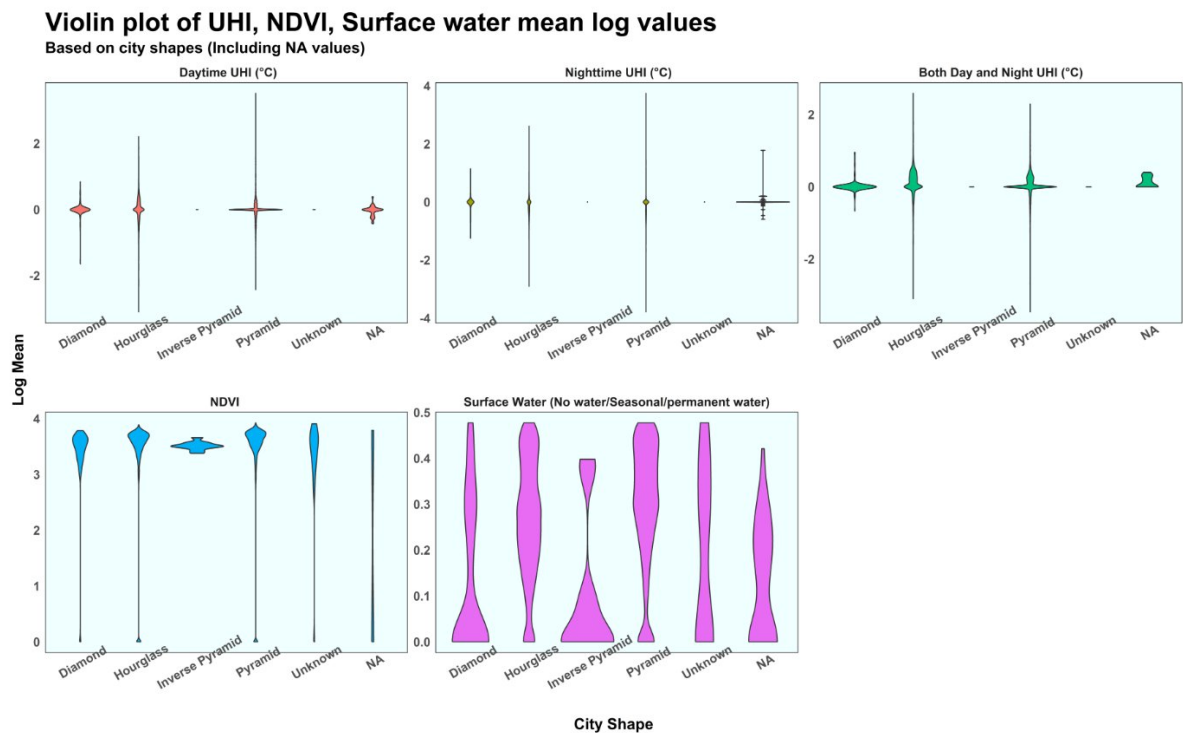 Violin plot of UHI, NDVI, Surface water mean log values
Based on city shapes (Including NA values)
Daytime UHI (°C)
2
0
-2
Diamond
Hourglass
Inverse Pyramid
Pyramid
Unknown
NA
Nighttime UHI (°C)
4
2
0
-2
-4
Diamond
Hourglass
Inverse Pyramid
Pyramid
Unknown
NA
Both Day and Night UHI (°C)
2
0
-2
Diamond
Hourglass
Inverse Pyramid
Pyramid
Unknown
NA
Log Mean
NDVI
4
3
2
1
0
Diamond
Hourglass
Inverse Pyramid
Pyramid
Unknown
NA
Surface Water (No water/Seasonal/permanent water)
0.5
0.4
0.3
0.2
0.1
0.0
Diamond
Hourglass
Inverse Pyramid
Pyramid
Unknown
NA
City Shape